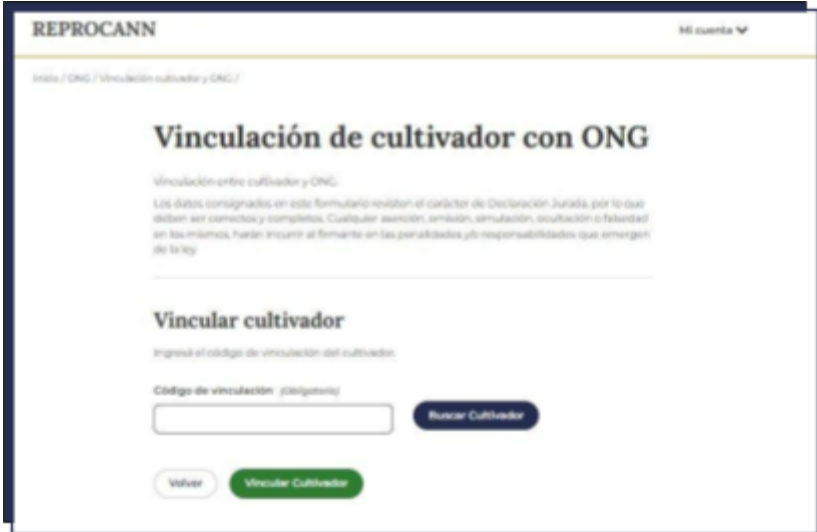 REPROCANN
Mi cuenta
Inicio / ONG / Vinculación cultivador y ONG /
Vinculación de cultivador con ONG
Vinculación entre cultivador y ONG.
Los datos consignados en este formulario revisten el carácter de Declaración Jurada, por lo que
deben ser correctos y completos. Cualquier aserción, omisión, simulación, ocultación o falsedad
en los mismos, harán incurrir al firmante en las penalidades y/o responsabilidades que emergen
de la ley.
Vincular cultivador
Ingresá el código de vinculación del cultivador.
Código de vinculación (Obligatorio)
Buscar Cultivador
Volver
Vincular Cultivador